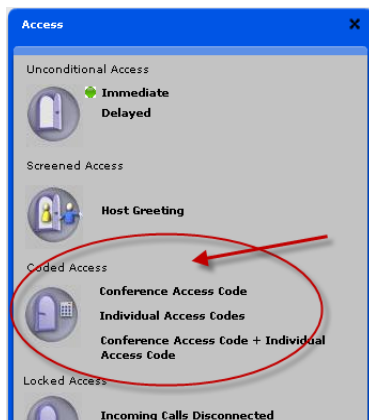 Access
Unconditional Access
Immediate
Delayed
Screened Access
Host Greeting
Coded Access
Conference Access Code
Individual Access Codes
Conference Access Code + Individual
Access Code
Locked Access
Incoming Calls Disconnected